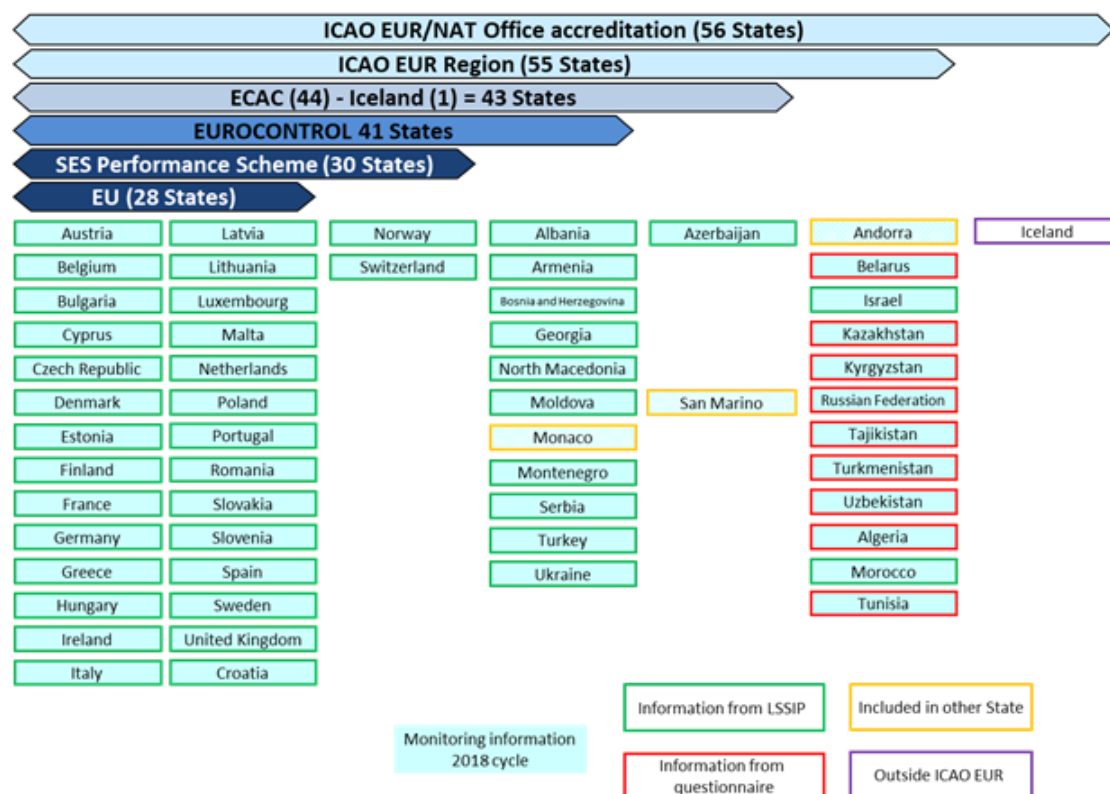 ICAO EUR/NAT Office accreditation (56 States)
ICAO EUR Region (55 States)
ECAC (44) - Iceland (1) = 43 States
EUROCONTROL 41 States
SES Performance Scheme (30 States)
EU (28 States)
Austria Latvia Norway Albania Azerbaijan Andorra Iceland
Belgium Lithuania Switzerland Armenia Belarus
Bulgaria Luxembourg Bosnia and Herzegovina Israel
Cyprus Malta Georgia Kazakhstan
Czech Republic Netherlands North Macedonia Kyrgyzstan
Denmark Poland Moldova San Marino Russian Federation
Estonia Portugal Monaco Tajikistan
Finland Romania Montenegro Turkmenistan
France Slovakia Serbia Uzbekistan
Germany Slovenia Turkey Algeria
Greece Spain Ukraine Morocco
Hungary Sweden Tunisia
Ireland United Kingdom
Italy Croatia
Information from LSSIP Included in other State
Monitoring information
2018 cycle
Information from
questionnaire
Outside ICAO EUR